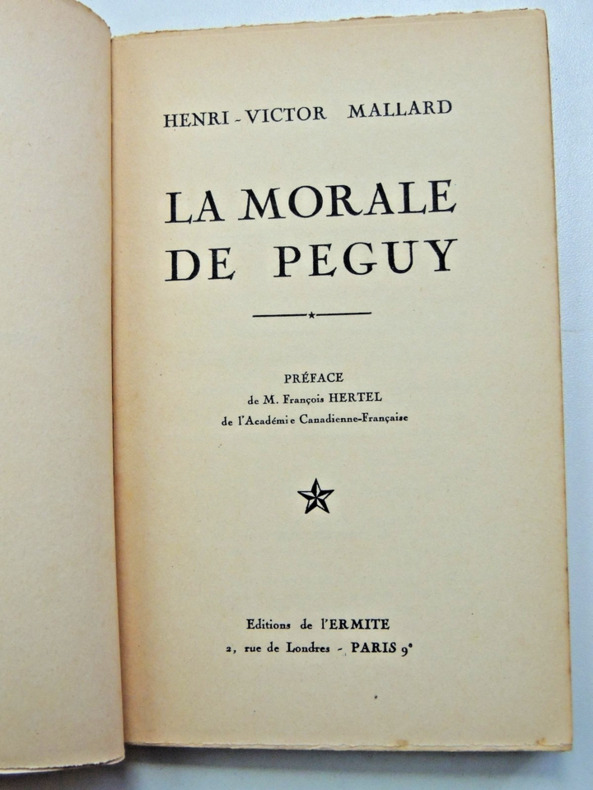 HENRI-VICTOR MALLARD
LA MORALE
DE PEGUY
PRÉFACE
de M. François HERTEL
de l'Académie Canadienne-Française
Editions de l'ERMITE
2, rue de Londres - PARIS 9e